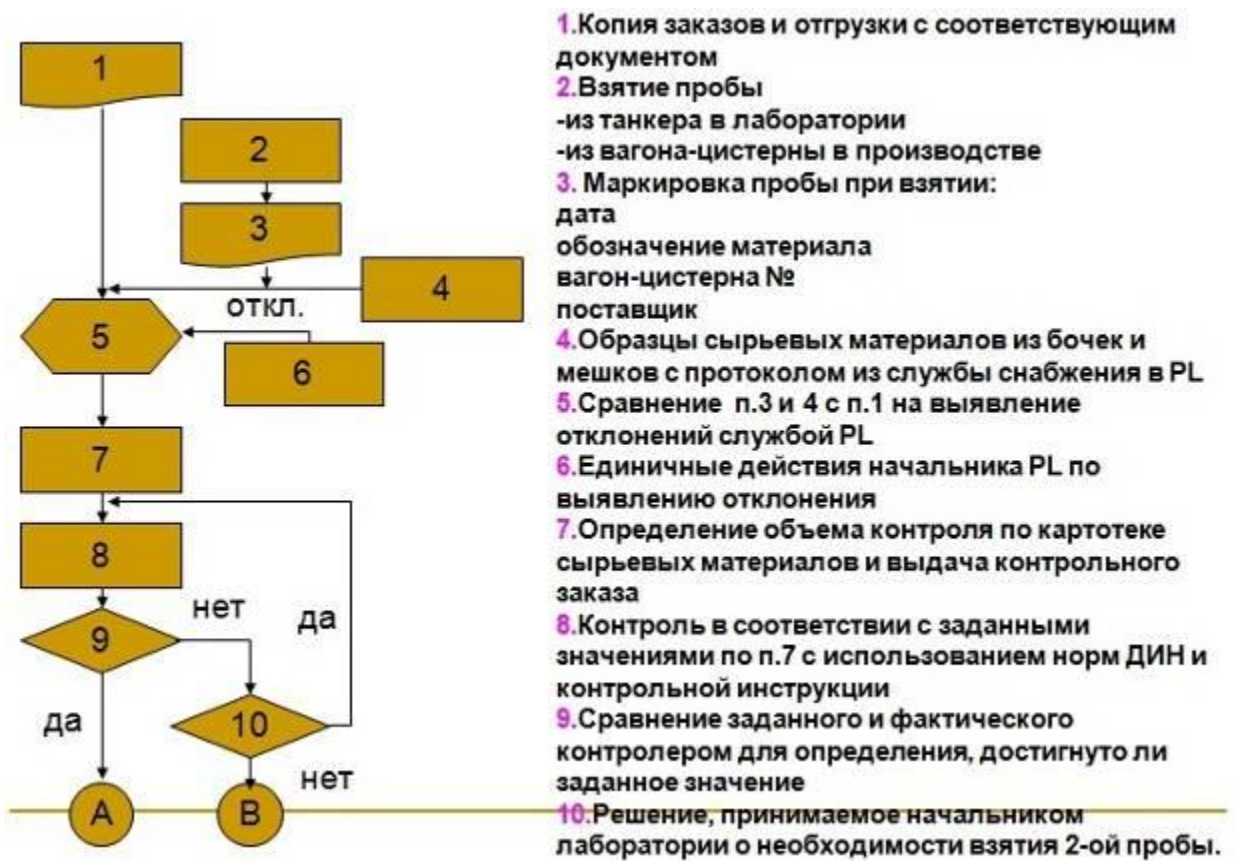 1
2
3
4
откл.
5
6
7
8
нет
да
9
да
10
нет
А
В
1.Копия заказов и отгрузки с соответствующим
документом
2.Взятие пробы
-из танкера в лаборатории
-из вагона-цистерны в производстве
3. Маркировка пробы при взятии:
дата
обозначение материала
вагон-цистерна №
поставщик
4.Образцы сырьевых материалов из бочек и
мешков с протоколом из службы снабжения в PL
5.Сравнение п.3 и 4 с п.1 на выявление
отклонений службой PL
6.Единичные действия начальника PL по
выявлению отклонения
7.Определение объема контроля по картотеке
сырьевых материалов и выдача контрольного
заказа
8.Контроль в соответствии с заданными
значениями по п.7 с использованием норм ДИН и
контрольной инструкции
9.Сравнение заданного и фактического
контролером для определения, достигнуто ли
заданное значение
10.Решение, принимаемое начальником
лаборатории о необходимости взятия 2-ой пробы.